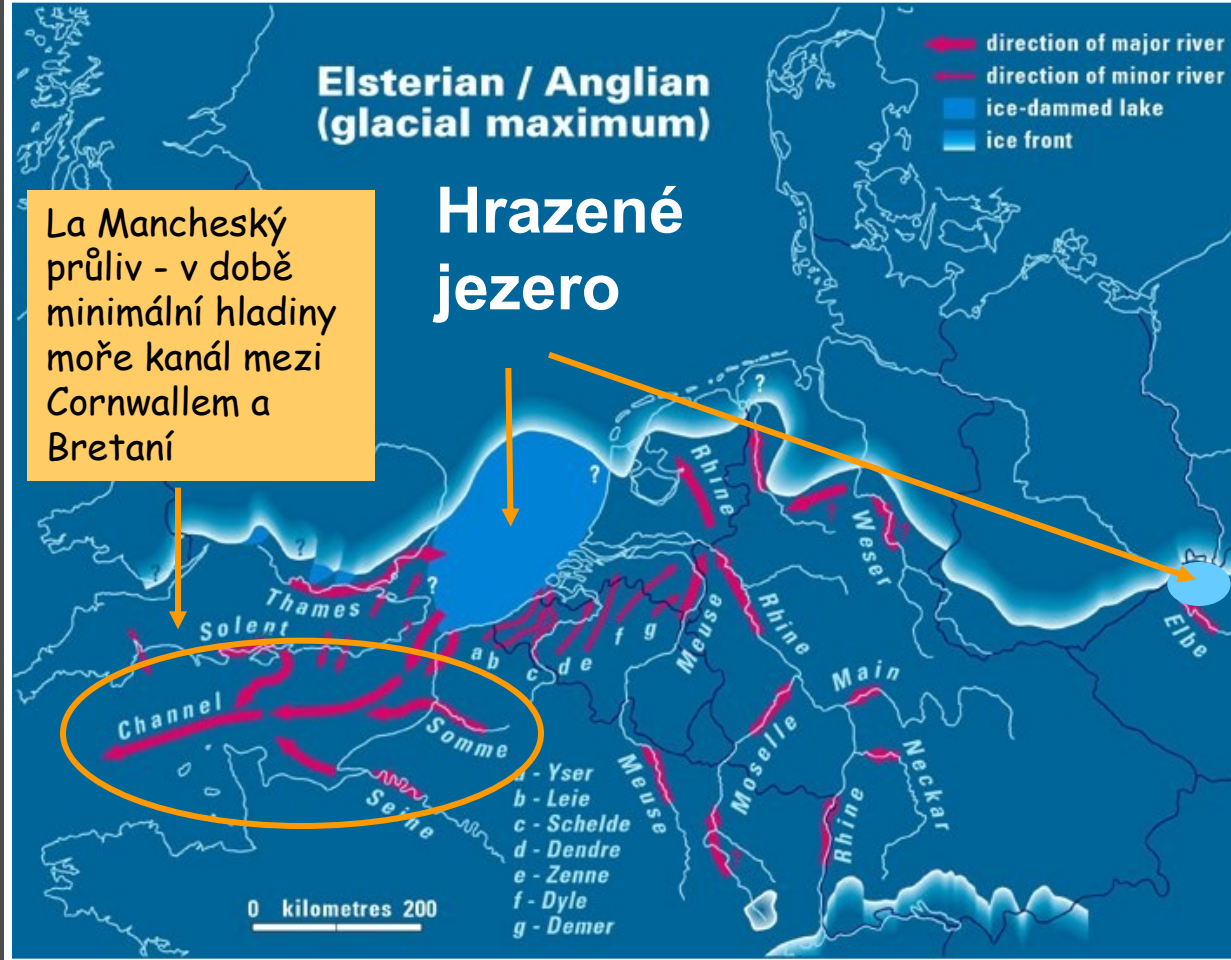 Elsterian / Anglian
(glacial maximum)
direction of major river
direction of minor river
ice-dammed lake
ice front
Hrazené
jezero
La Mancheský
průliv - v době
minimální hladiny
moře kanál mezi
Cornwallem a
Bretaní
?
?
?
?
?
?
?
?
Rhine
Weser
Elbe
Thames
Solent
Channel
Somme
Seine
a b
c
d e
f g
Meuse
Rhine
Main
Moselle
Neckar
Meuse
Rhine
a - Yser
b - Leie
c - Schelde
d - Dendre
e - Zenne
f - Dyle
g - Demer
0 kilometres 200